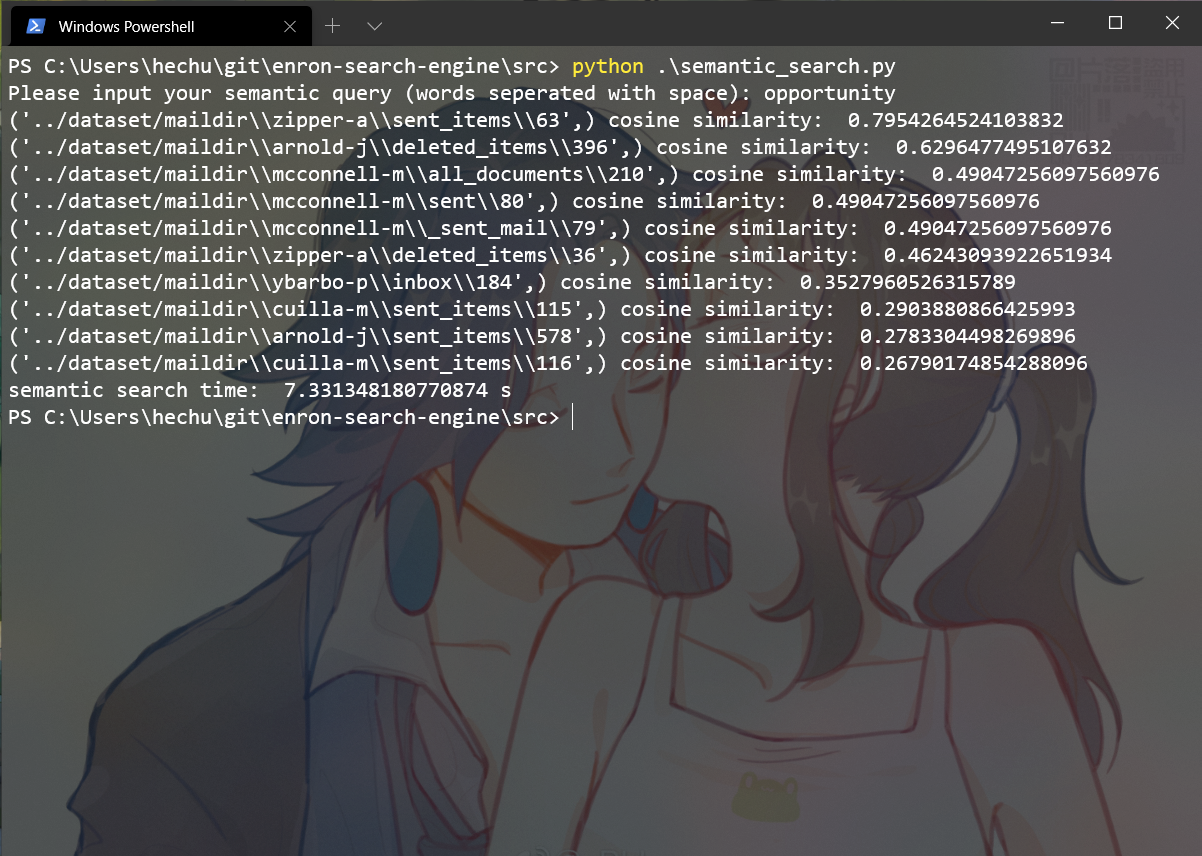 Windows Powershell
PS C:\Users\hechu\git\enron-search-engine\src> python .\semantic_search.py
Please input your semantic query (words seperated with space): opportunity
('../dataset/maildir\\zipper-a\\sent_items\\63',) cosine similarity:  0.7954264524103832
('../dataset/maildir\\arnold-j\\deleted_items\\396',) cosine similarity:  0.6296477495107632
('../dataset/maildir\\mcconnell-m\\all_documents\\210',) cosine similarity:  0.49047256097560976
('../dataset/maildir\\mcconnell-m\\sent\\80',) cosine similarity:  0.49047256097560976
('../dataset/maildir\\mcconnell-m\\_sent_mail\\79',) cosine similarity:  0.49047256097560976
('../dataset/maildir\\zipper-a\\deleted_items\\36',) cosine similarity:  0.46243093922651934
('../dataset/maildir\\ybarbo-p\\inbox\\184',) cosine similarity:  0.3527960526315789
('../dataset/maildir\\cuilla-m\\sent_items\\115',) cosine similarity:  0.2903880866425993
('../dataset/maildir\\arnold-j\\sent_items\\578',) cosine similarity:  0.2783304498269896
('../dataset/maildir\\cuilla-m\\sent_items\\116',) cosine similarity:  0.26790174854288096
semantic search time:  7.331348180770874 s
PS C:\Users\hechu\git\enron-search-engine\src>